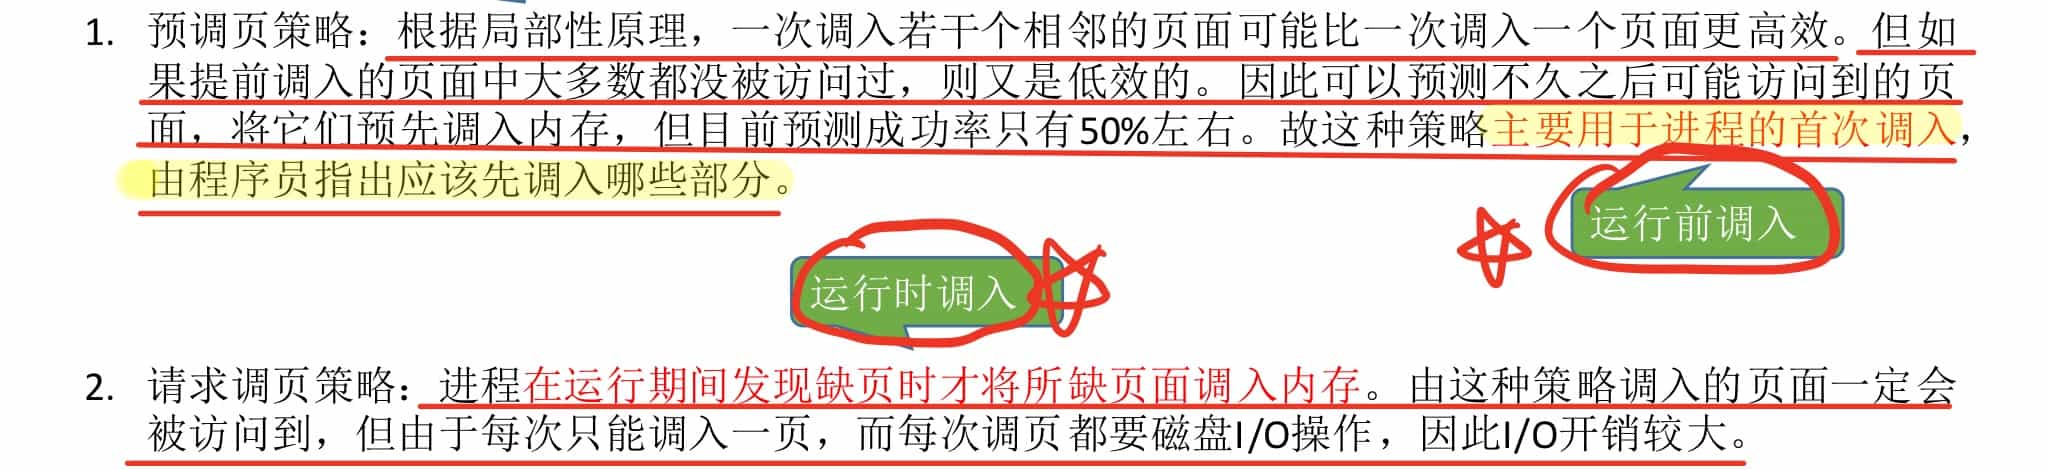 1. 预调页策略：根据局部性原理，一次调入若干个相邻的页面可能比一次调入一个页面更高效。但如
果提前调入的页面中大多数都没被访问过，则又是低效的。因此可以预测不久之后可能访问到的页
面，将它们预先调入内存，但目前预测成功率只有50%左右。故这种策略主要用于进程的首次调入，
由程序员指出应该先调入哪些部分。
运行前调入
运行时调入
2. 请求调页策略：进程在运行期间发现缺页时才将所缺页面调入内存。由这种策略调入的页面一定会
被访问到，但由于每次只能调入一页，而每次调页都要磁盘I/O操作，因此I/O开销较大。